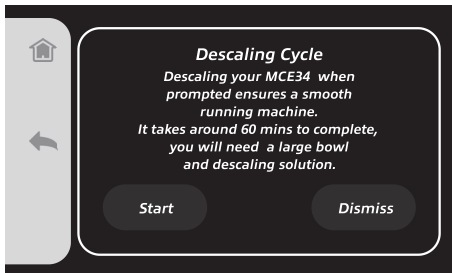 Descaling Cycle
Descaling your MCE34 when
prompted ensures a smooth
running machine.
It takes around 60 mins to complete,
you will need a large bowl
and descaling solution.
Start
Dismiss